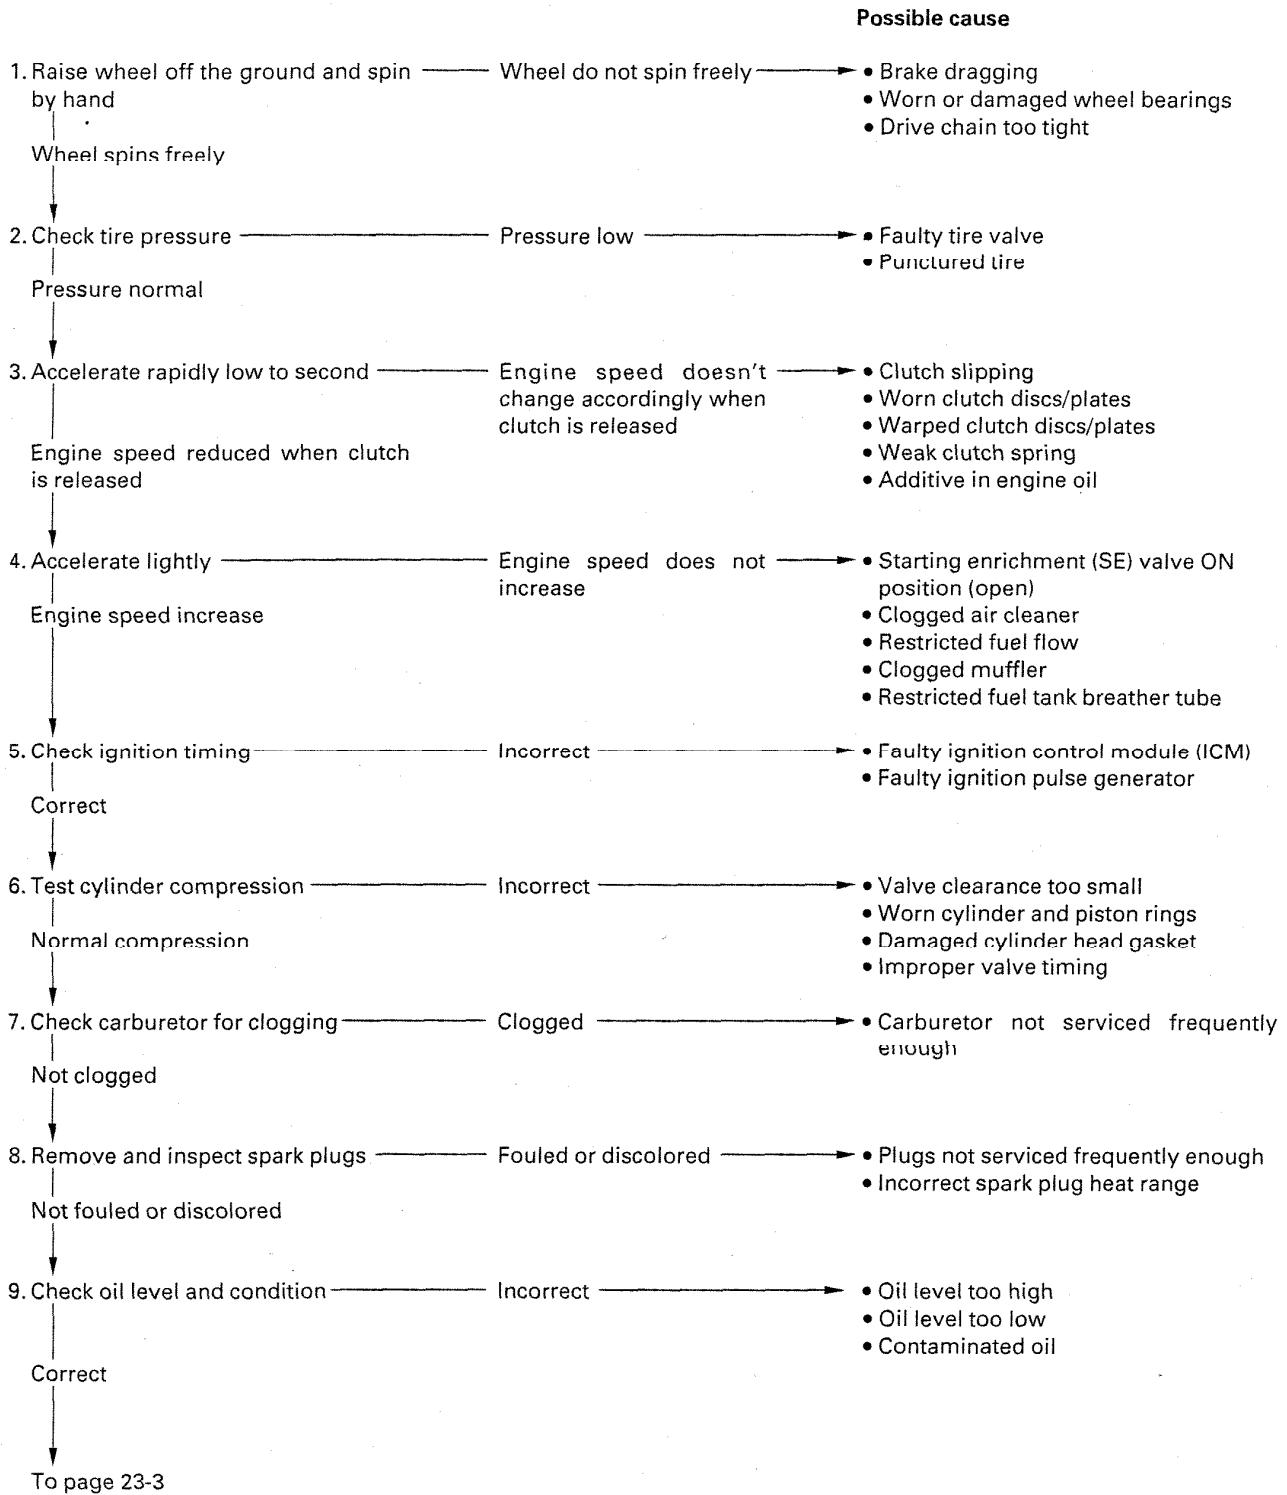 Possible cause
1. Raise wheel off the ground and spin by hand
Wheel do not spin freely
• Brake dragging
• Worn or damaged wheel bearings
• Drive chain too tight
Wheel spins freely
2. Check tire pressure
Pressure low
• Faulty tire valve
• Punctured tire
Pressure normal
3. Accelerate rapidly low to second
Engine speed doesn't
change accordingly when
clutch is released
• Clutch slipping
• Worn clutch discs/plates
• Warped clutch discs/plates
• Weak clutch spring
• Additive in engine oil
Engine speed reduced when clutch
is released
4. Accelerate lightly
Engine speed does not
increase
• Starting enrichment (SE) valve ON
position (open)
• Clogged air cleaner
• Restricted fuel flow
• Clogged muffler
• Restricted fuel tank breather tube
Engine speed increase
5. Check ignition timing
Incorrect
• Faulty ignition control module (ICM)
• Faulty ignition pulse generator
Correct
6. Test cylinder compression
Incorrect
• Valve clearance too small
• Worn cylinder and piston rings
• Damaged cylinder head gasket
• Improper valve timing
Normal compression
7. Check carburetor for clogging
Clogged
• Carburetor not serviced frequently
enough
Not clogged
8. Remove and inspect spark plugs
Fouled or discolored
• Plugs not serviced frequently enough
• Incorrect spark plug heat range
Not fouled or discolored
9. Check oil level and condition
Incorrect
• Oil level too high
• Oil level too low
• Contaminated oil
Correct
To page 23-3